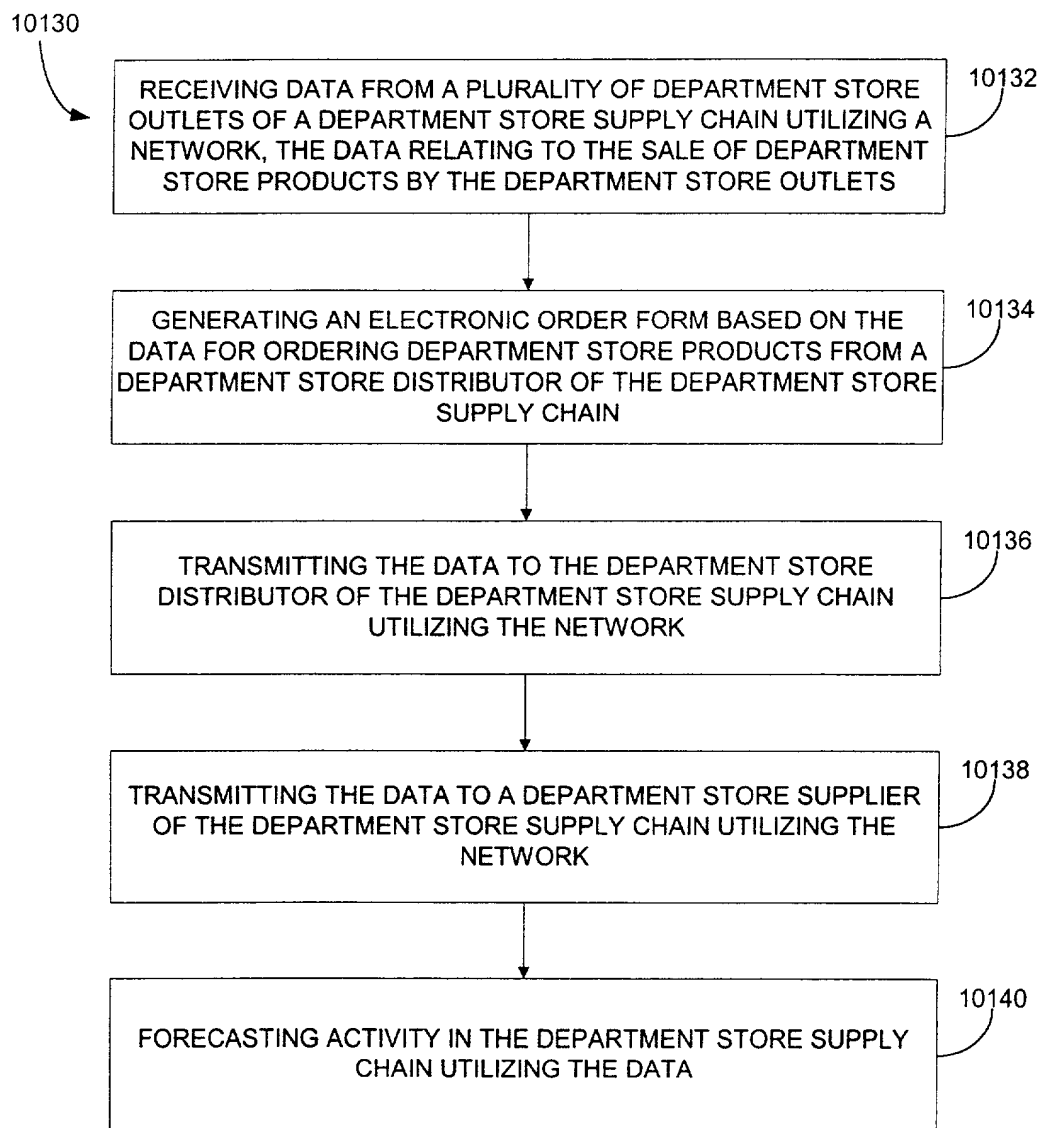 10130
10132
RECEIVING DATA FROM A PLURALITY OF DEPARTMENT STORE
OUTLETS OF A DEPARTMENT STORE SUPPLY CHAIN UTILIZING A
NETWORK, THE DATA RELATING TO THE SALE OF DEPARTMENT
STORE PRODUCTS BY THE DEPARTMENT STORE OUTLETS
10134
GENERATING AN ELECTRONIC ORDER FORM BASED ON THE
DATA FOR ORDERING DEPARTMENT STORE PRODUCTS FROM A
DEPARTMENT STORE DISTRIBUTOR OF THE DEPARTMENT STORE
SUPPLY CHAIN
10136
TRANSMITTING THE DATA TO THE DEPARTMENT STORE
DISTRIBUTOR OF THE DEPARTMENT STORE SUPPLY CHAIN
UTILIZING THE NETWORK
10138
TRANSMITTING THE DATA TO A DEPARTMENT STORE SUPPLIER
OF THE DEPARTMENT STORE SUPPLY CHAIN UTILIZING THE
NETWORK
10140
FORECASTING ACTIVITY IN THE DEPARTMENT STORE SUPPLY
CHAIN UTILIZING THE DATA